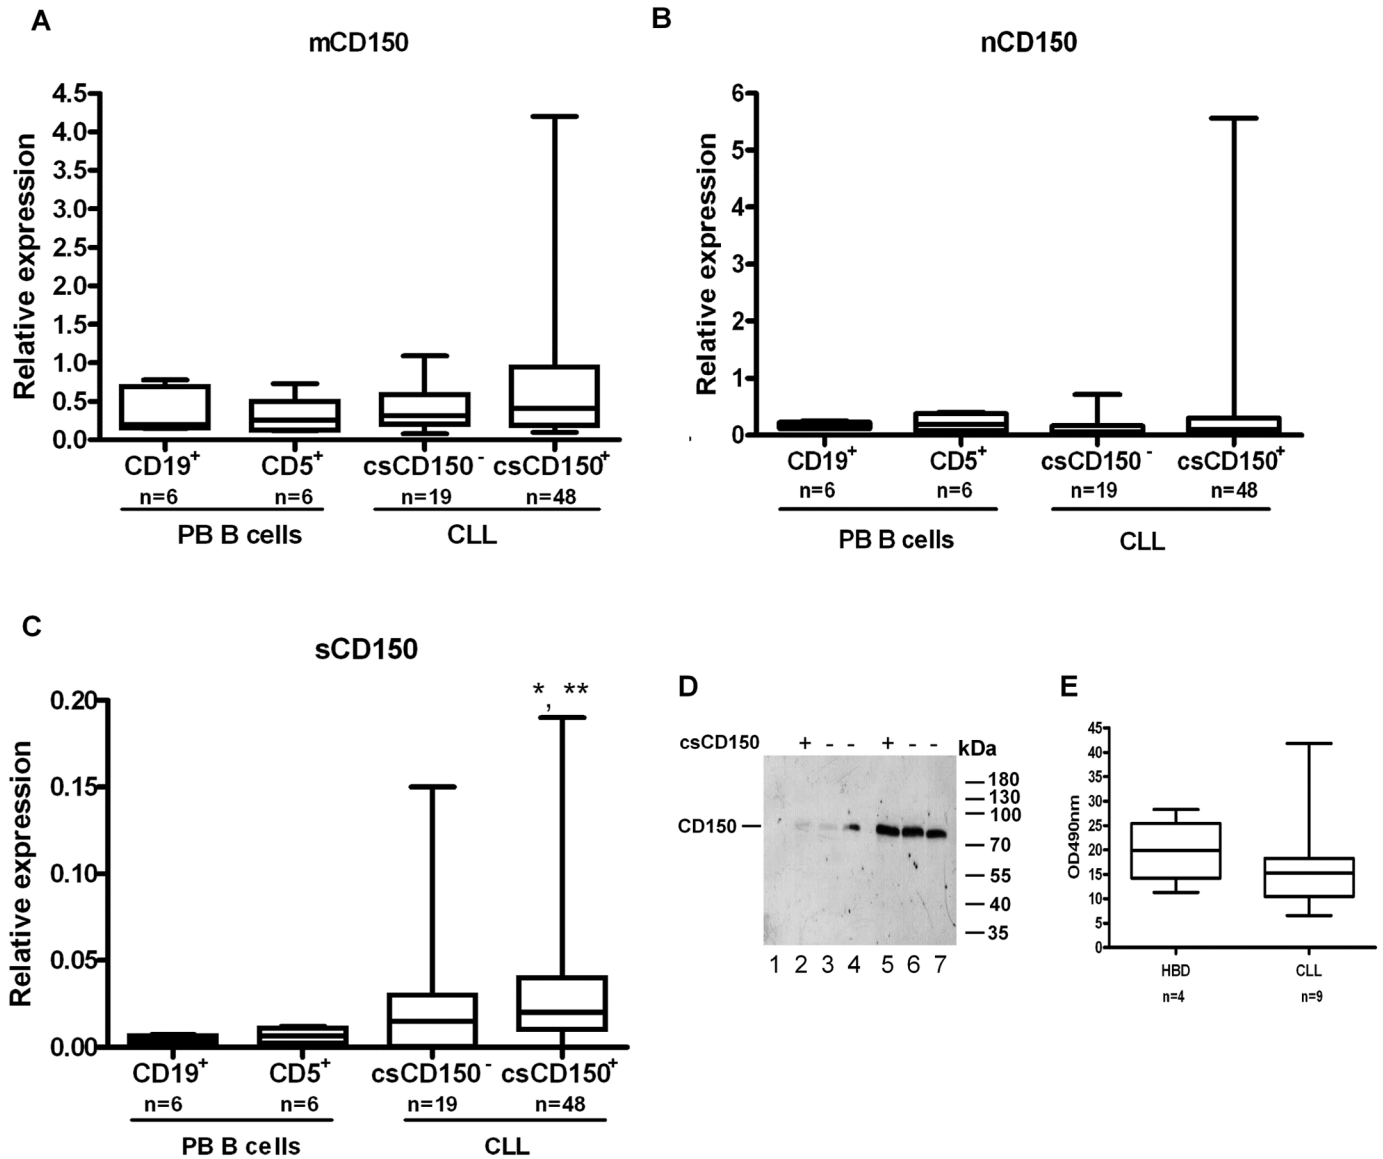 A
mCD150
Relative expression
4.5
4.0
3.5
3.0
2.5
2.0
1.5
1.0
0.5
0.0
CD19+ CD5+ csCD150- csCD150+
n=6 n=6 n=19 n=48
PB B cells CLL
B
nCD150
Relative expression
6
5
4
3
2
1
0
CD19+ CD5+ csCD150- csCD150+
n=6 n=6 n=19 n=48
PB B cells CLL
C
sCD150
*, **
Relative expression
0.20
0.15
0.10
0.05
0.00
CD19+ CD5+ csCD150- csCD150+
n=6 n=6 n=19 n=48
PB B cells CLL
D
csCD150 + - - + - - kDa
CD150
180
130
100
70
55
40
35
1 2 3 4 5 6 7
E
OD490nm
45
40
35
30
25
20
15
10
5
0
HBD CLL
n=4 n=9